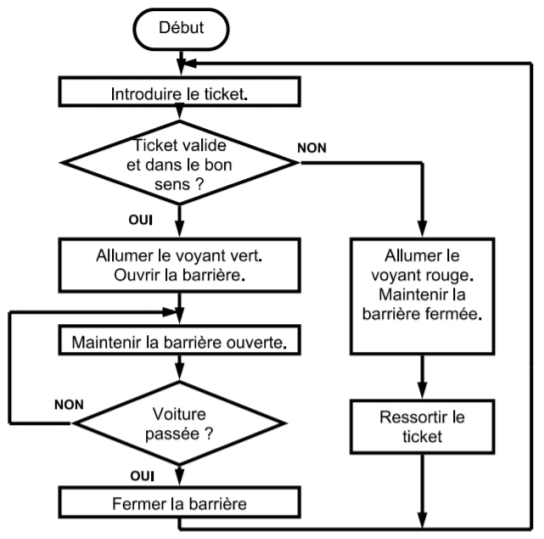 Début
Introduire le ticket.
Ticket valide
et dans le bon
sens ?
NON
OUI
Allumer le voyant vert.
Ouvrir la barrière.
Allumer le
voyant rouge.
Maintenir la
barrière fermée.
Maintenir la barrière ouverte.
NON
Voiture
passée ?
Ressortir le
ticket
OUI
Fermer la barrière